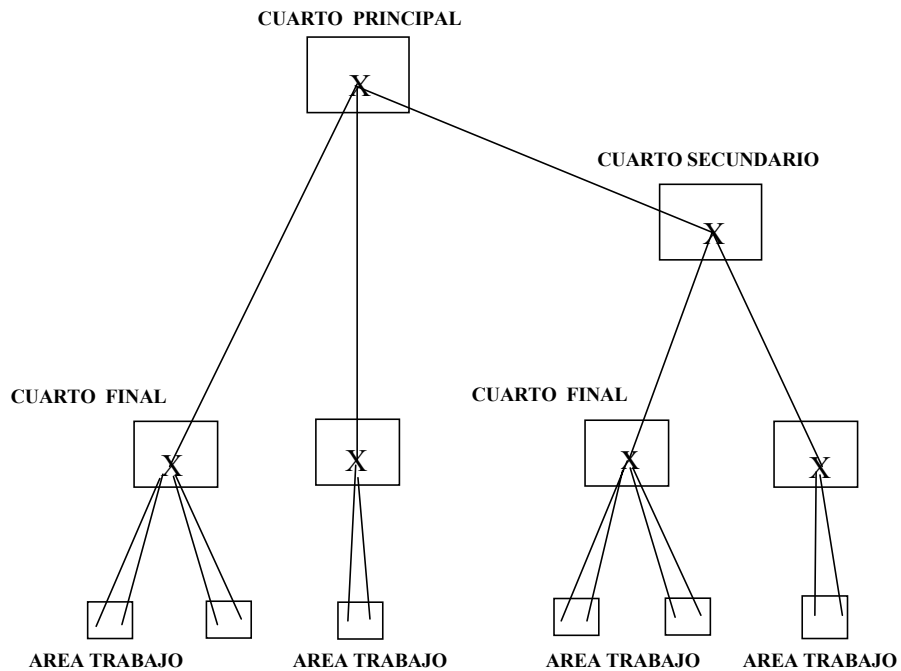 CUARTO PRINCIPAL
X
CUARTO SECUNDARIO
X
CUARTO FINAL
CUARTO FINAL
X
X
X
X
AREA TRABAJO
AREA TRABAJO
AREA TRABAJO
AREA TRABAJO